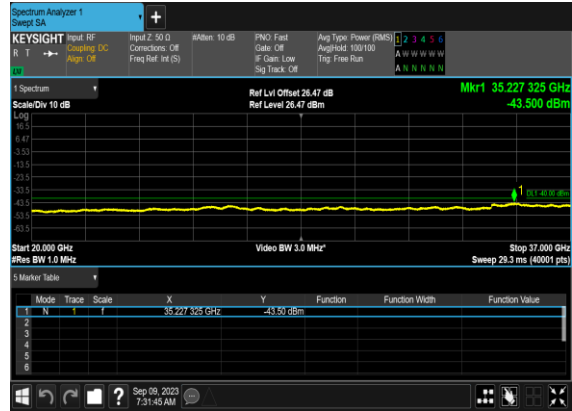 Spectrum Analyzer 1
Swept SA
KEYSIGHT Input: RF Input Z: 50 Ω #Atten: 10 dB PNO: Fast Avg Type: Power (RMS) 1 2 3 4 5 6
R T Coupling: DC Corrections: Off Gate: Off Avg|Hold: 100/100 A W W W W W
Align: Off Freq Ref: Int (S) IF Gain: Low Trig: Free Run
Sig Track: Off A N N N N N
1 Spectrum Ref Lvl Offset 26.47 dB Mkr1 35.227 325 GHz
Scale/Div 10 dB Ref Level 26.47 dBm -43.500 dBm
Log
16.5
6.47
-3.53
-13.5
-23.5
-33.5
1 DL1 -40.00 dBm
-43.5
-53.5
-63.5
Start 20.000 GHz Video BW 3.0 MHz* Stop 37.000 GHz
#Res BW 1.0 MHz Sweep 29.3 ms (40001 pts)
5 Marker Table
Mode Trace Scale X Y Function Function Width Function Value
1 N 1 f 35.227 325 GHz -43.50 dBm
2
3
4
5
6
? Sep 09, 2023
7:31:45 AM